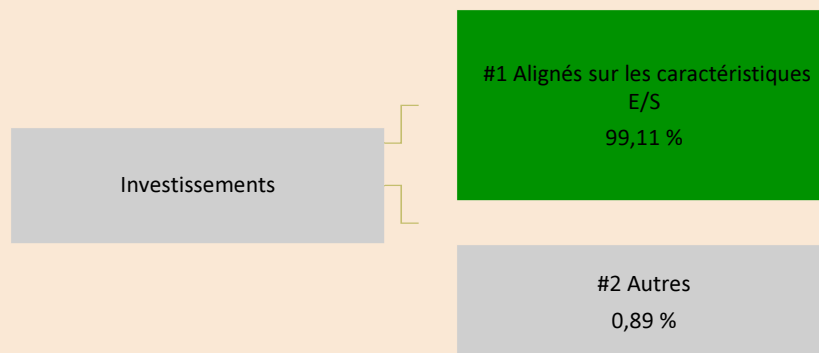 #1 Alignés sur les caractéristiques
E/S
99,11 %
Investissements
#2 Autres
0,89 %